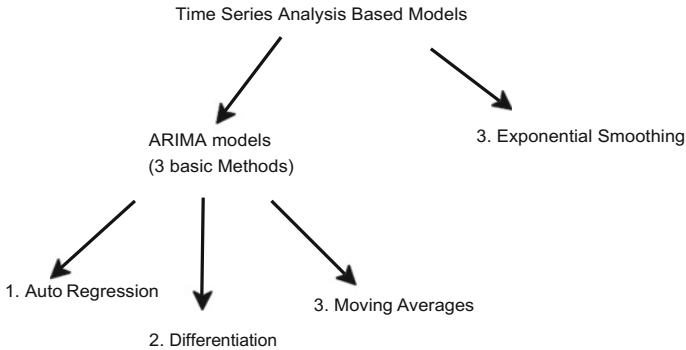 Time Series Analysis Based Models
ARIMA models
(3 basic Methods)
3. Exponential Smoothing
1. Auto Regression
2. Differentiation
3. Moving Averages